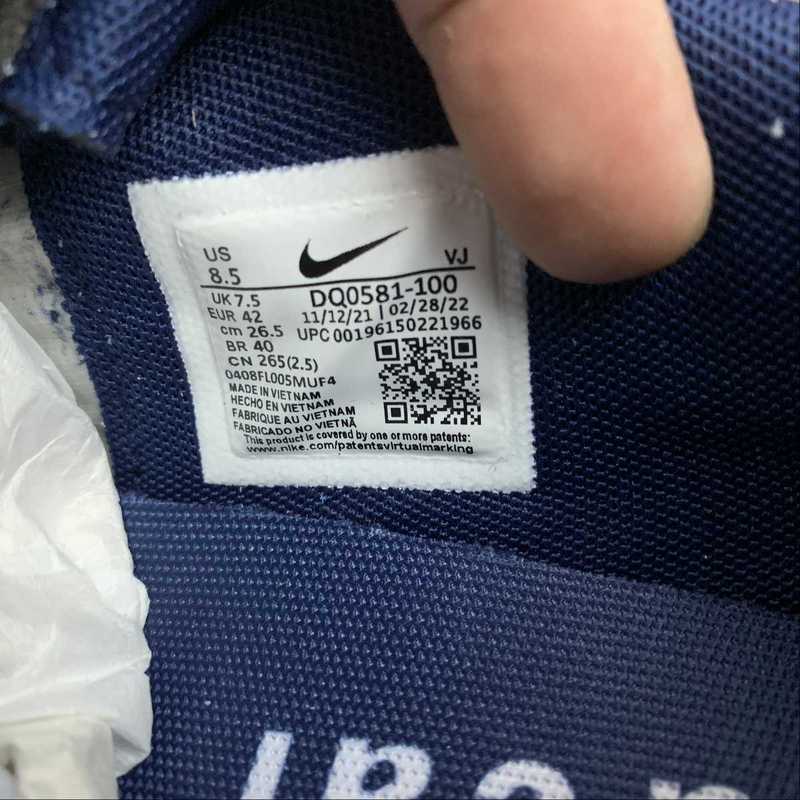 US
8.5
VJ
UK 7.5
DQ0581-100
EUR 42
11/12/21 | 02/28/22
cm 26.5
UPC 00196150221966
BR 40
CN 265(2.5)
0408FL005MUF4
MADE IN VIETNAM
HECHO EN VIETNAM
FABRIQUE AU VIETNAM
FABRICADO NO VIETNÃ
This product is covered by one or more patents:
www.nike.com/patentsvirtualmarking